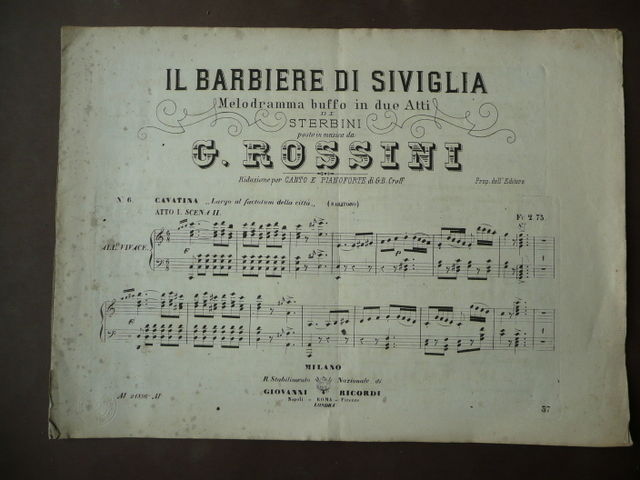 IL BARBIERE DI SIVIGLIA
Melodramma buffo in due Atti
DI
STERBINI
posto in musica da
G. ROSSINI
Riduzione per CANTO E PIANOFORTE di G.B. Croff
Prop. dell' Editore
N.° 6.
CAVATINA „Largo al factotum della città„ (BARITONO)
ATTO I. SCENA II.
Fr 2.75
ALL.° VIVACE.
MILANO
R. Stabilimento Nazionale di
GIOVANNI RICORDI
Napoli - ROMA - Firenze
LONDRA
37